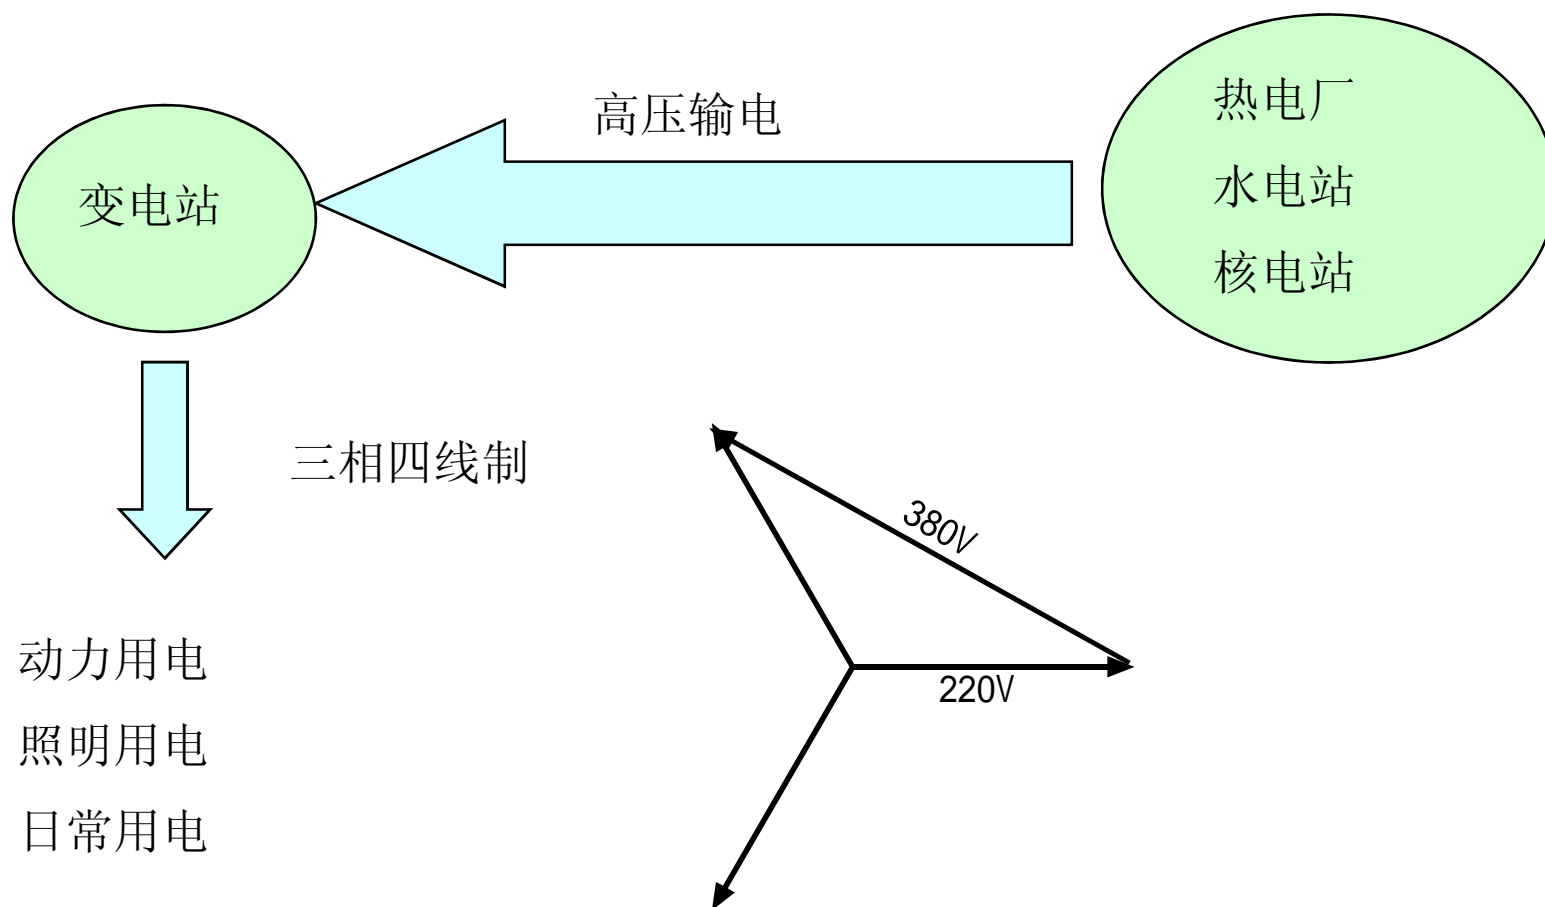 高压输电
热电厂
水电站
核电站
变电站
三相四线制
380V
220V
动力用电
照明用电
日常用电